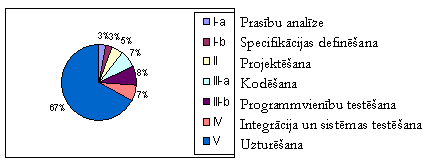 3%
3%
5%
7%
8%
7%
67%
I-a Prasību analīze
I-b Specifikācijas definēšana
II Projektēšana
III-a Kodēšana
III-b Programmvienību testēšana
IV Integrācija un sistēmas testēšana
V Uzturēšana